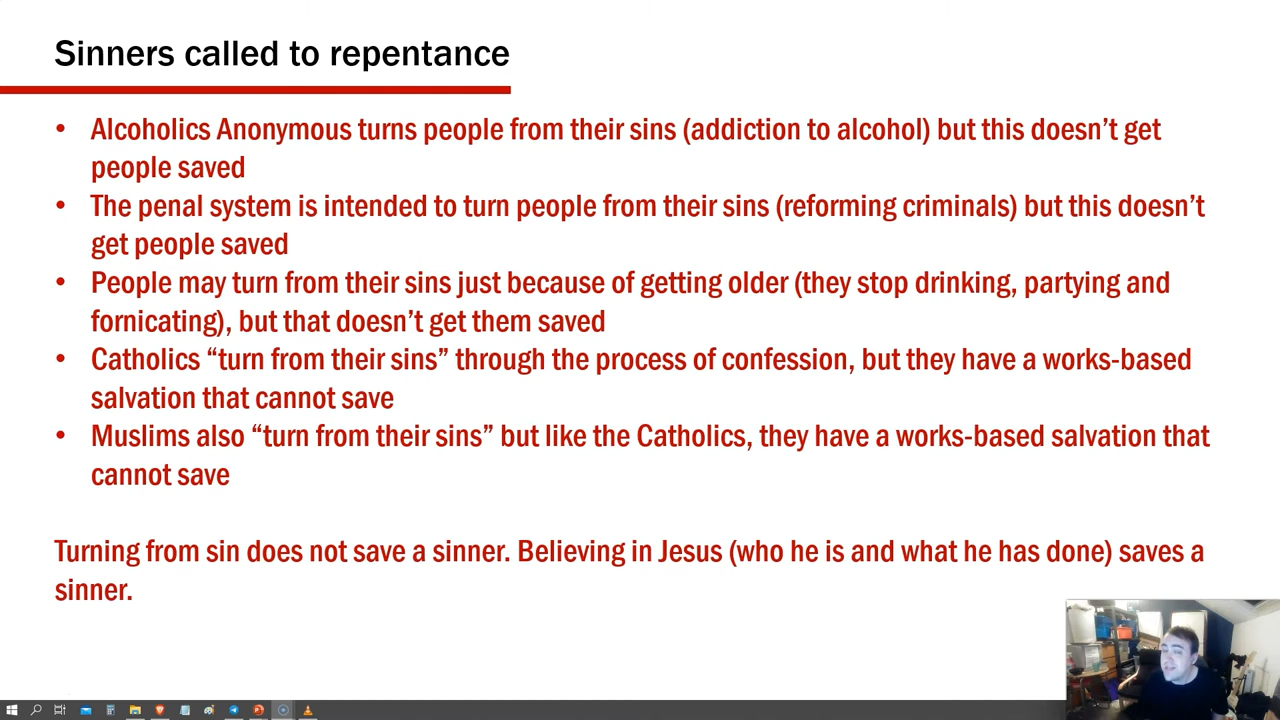 Sinners called to repentance
• Alcoholics Anonymous turns people from their sins (addiction to alcohol) but this doesn’t get
people saved
• The penal system is intended to turn people from their sins (reforming criminals) but this doesn’t
get people saved
• People may turn from their sins just because of getting older (they stop drinking, partying and
fornicating), but that doesn’t get them saved
• Catholics “turn from their sins” through the process of confession, but they have a works-based
salvation that cannot save
• Muslims also “turn from their sins” but like the Catholics, they have a works-based salvation that
cannot save
Turning from sin does not save a sinner. Believing in Jesus (who he is and what he has done) saves a
sinner.